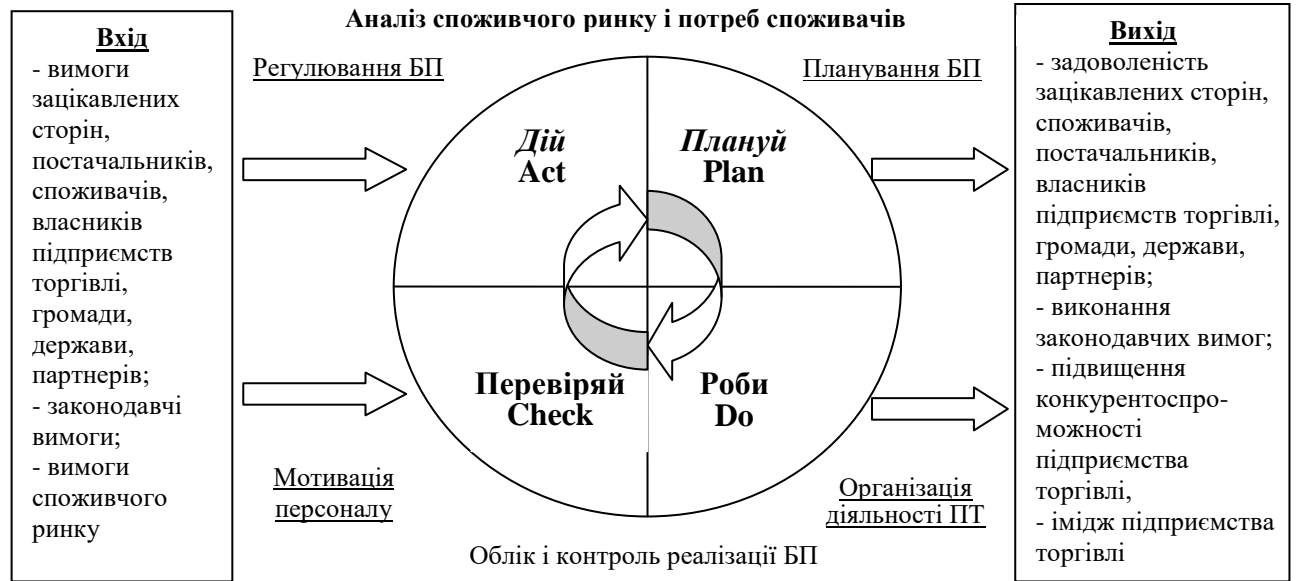 Аналіз споживчого ринку і потреб споживачів
Вхід
- вимоги
зацікавлених
сторін,
постачальників,
споживачів,
власників
підприємств
торгівлі,
громади,
держави,
партнерів;
- законодавчі
вимоги;
- вимоги
споживчого
ринку
Регулювання БП
Планування БП
Дій
Act
Плануй
Plan
Перевіряй
Check
Роби
Do
Мотивація
персоналу
Організація
діяльності ПТ
Облік і контроль реалізації БП
Вихід
- задоволеність
зацікавлених сторін,
споживачів,
постачальників,
власників
підприємств торгівлі,
громади, держави,
партнерів;
- виконання
законодавчих вимог;
- підвищення
конкурентоспро-
можності
підприємства
торгівлі,
- імідж підприємства
торгівлі